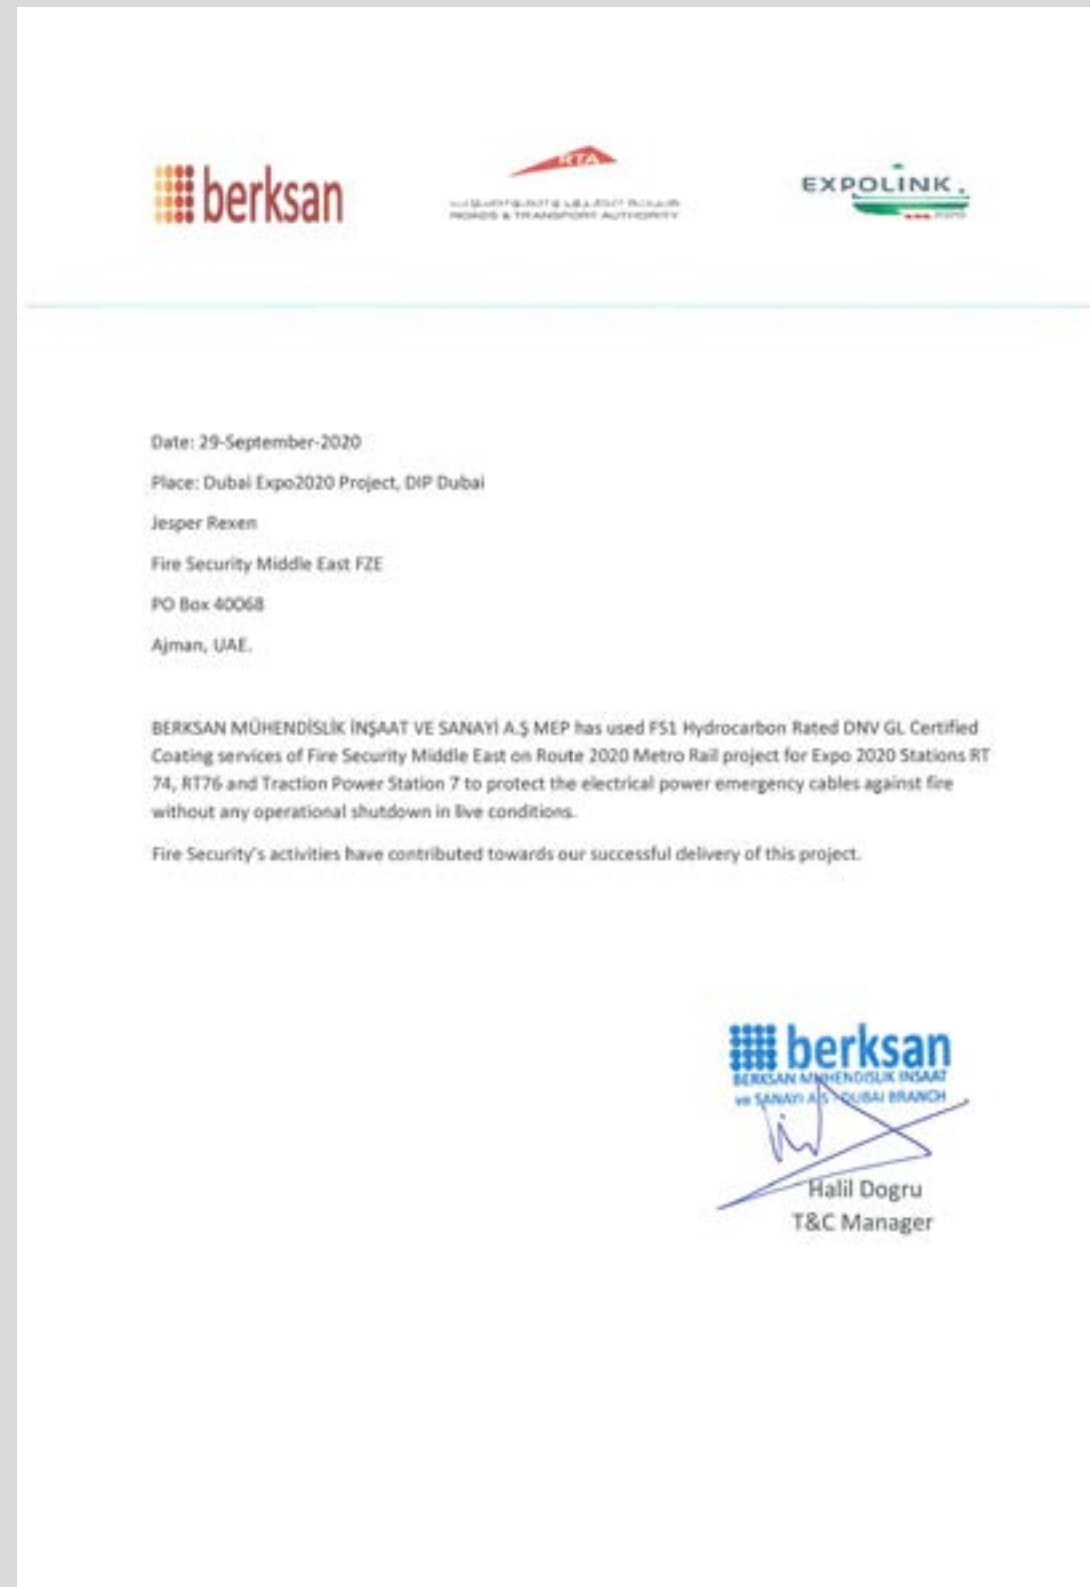 berksan
RTA
ROADS & TRANSPORT AUTHORITY
EXPOLINK
2020
Date: 29-September-2020
Place: Dubai Expo2020 Project, DIP Dubai
Jesper Rexen
Fire Security Middle East FZE
PO Box 40068
Ajman, UAE.
BERKSAN MÜHENDİSLİK İNŞAAT VE SANAYİ A.Ş MEP has used FS1 Hydrocarbon Rated DNV GL Certified
Coating services of Fire Security Middle East on Route 2020 Metro Rail project for Expo 2020 Stations RT
74, RT76 and Traction Power Station 7 to protect the electrical power emergency cables against fire
without any operational shutdown in live conditions.
Fire Security's activities have contributed towards our successful delivery of this project.
berksan
BERKSAN MUHENDISLIK INSAAT
ve SANAYI A.S - DUBAI BRANCH
Halil Dogru
T&C Manager